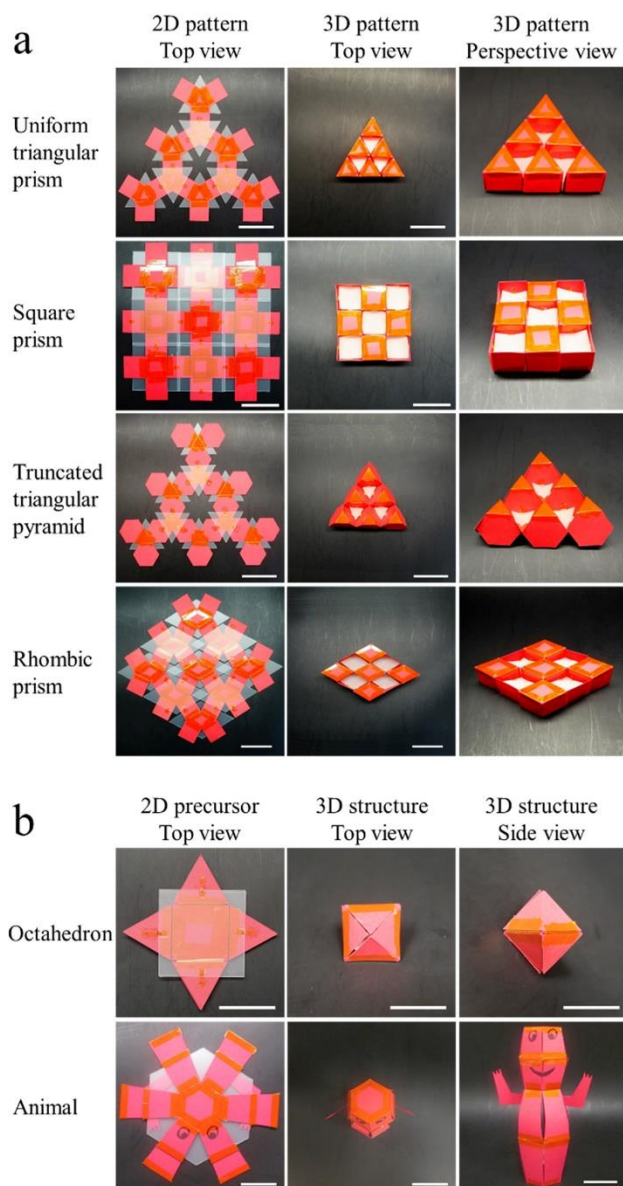 a
2D pattern
Top view
3D pattern
Top view
3D pattern
Perspective view
Uniform
triangular
prism
Square
prism
Truncated
triangular
pyramid
Rhombic
prism
b
2D precursor
Top view
3D structure
Top view
3D structure
Side view
Octahedron
Animal